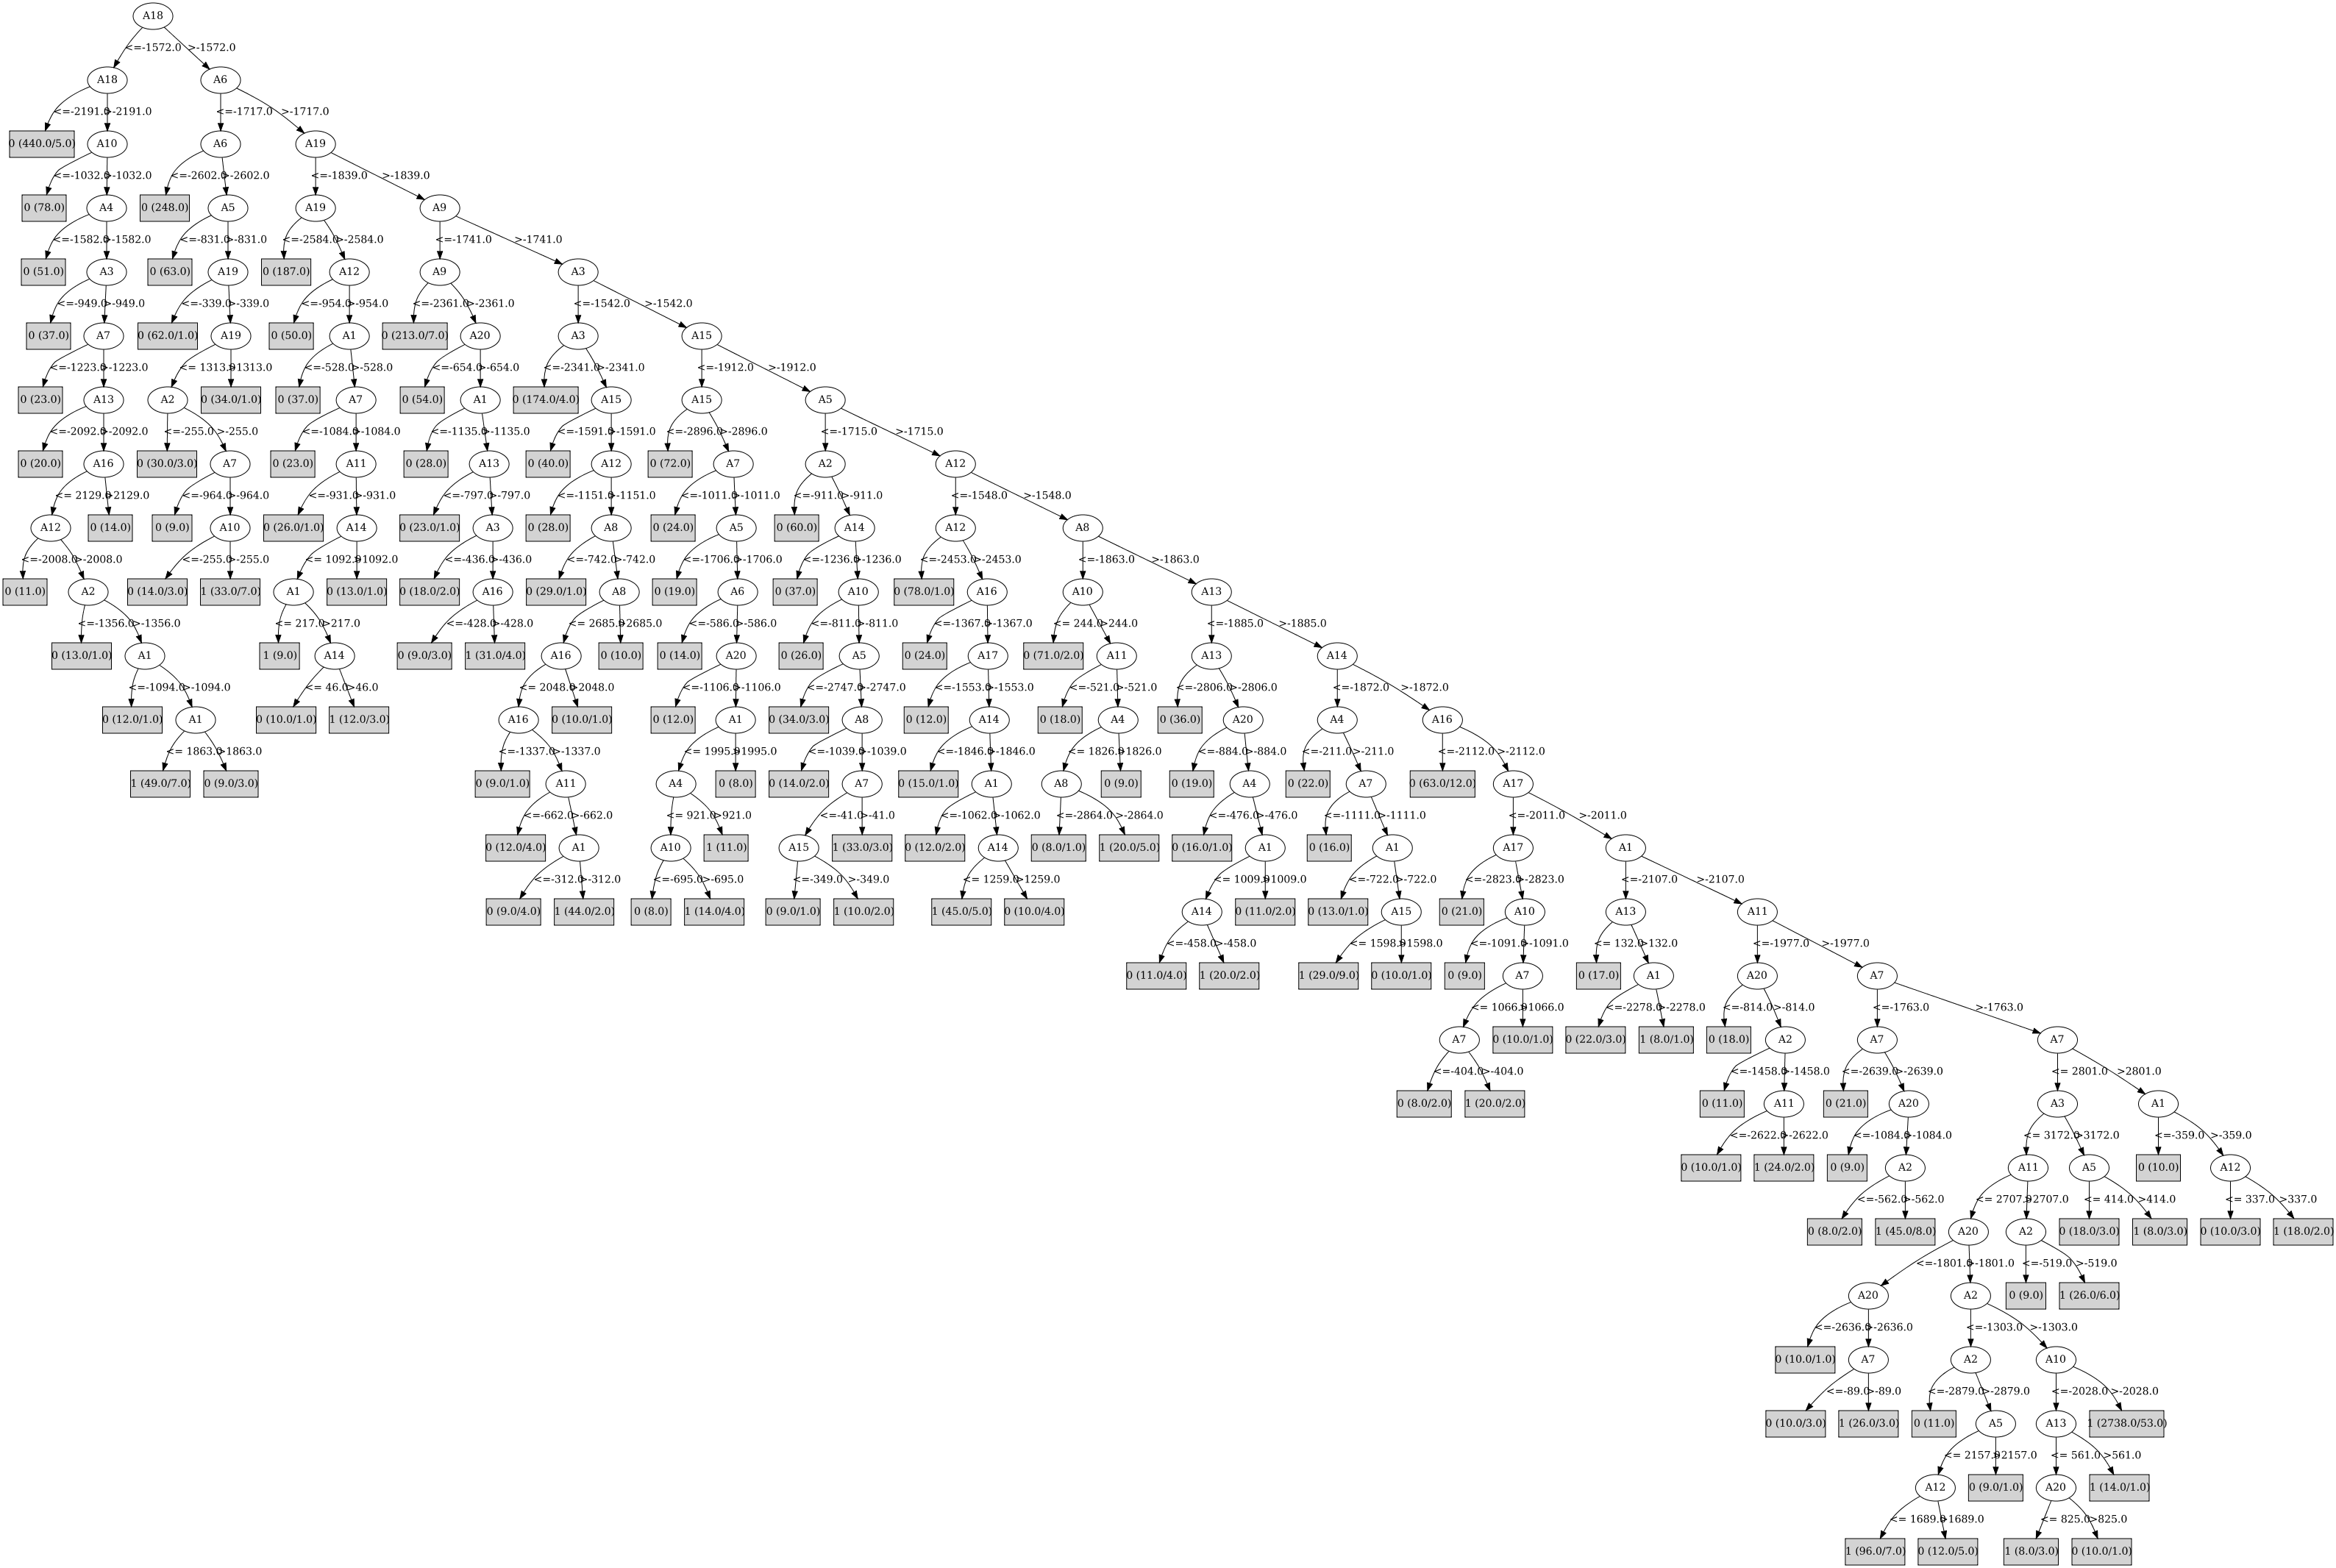 A18
<=-1572.0 >-1572.0
A18 A6
<=-2191.0 >-2191.0 <=-1717.0 >-1717.0
0 (440.0/5.0) A10 A6 A19
<=-1032.0 >-1032.0 <=-2602.0 >-2602.0 <=-1839.0 >-1839.0
0 (78.0) A4 0 (248.0) A5 A19 A9
<=-1582.0 >-1582.0 <=-831.0 >-831.0 <=-2584.0 >-2584.0 <=-1741.0 >-1741.0
0 (51.0) A3 0 (63.0) A19 0 (187.0) A12 A9 A3
<=-949.0 >-949.0 <=-339.0 >-339.0 <=-954.0 >-954.0 <=-2361.0 >-2361.0 <=-1542.0 >-1542.0
0 (37.0) A7 0 (62.0/1.0) A19 0 (50.0) A1 0 (213.0/7.0) A20 A3 A15
<=-1223.0 >-1223.0 <= 1313.0 >1313.0 <=-528.0 >-528.0 <=-654.0 >-654.0 <=-2341.0 >-2341.0 <=-1912.0 >-1912.0
0 (23.0) A13 A2 0 (34.0/1.0) 0 (37.0) A7 0 (54.0) A1 0 (174.0/4.0) A15 A15 A5
<=-2092.0 >-2092.0 <=-255.0 >-255.0 <=-1084.0 >-1084.0 <=-1135.0 >-1135.0 <=-1591.0 >-1591.0 <=-2896.0 >-2896.0 <=-1715.0 >-1715.0
0 (20.0) A16 0 (30.0/3.0) A7 0 (23.0) A11 0 (28.0) A13 0 (40.0) A12 0 (72.0) A7 A2 A12
<= 2129.0 >2129.0 <=-964.0 >-964.0 <=-931.0 >-931.0 <=-797.0 >-797.0 <=-1151.0 >-1151.0 <=-1011.0 >-1011.0 <=-911.0 >-911.0 <=-1548.0 >-1548.0
A12 0 (14.0) 0 (9.0) A10 0 (26.0/1.0) A14 0 (23.0/1.0) A3 0 (28.0) A8 0 (24.0) A5 0 (60.0) A14 A12 A8
<=-2008.0 >-2008.0 <=-255.0 >-255.0 <= 1092.0 >1092.0 <=-436.0 >-436.0 <=-742.0 >-742.0 <=-1706.0 >-1706.0 <=-1236.0 >-1236.0 <=-2453.0 >-2453.0 <=-1863.0 >-1863.0
0 (11.0) A2 0 (14.0/3.0) 1 (33.0/7.0) A1 0 (13.0/1.0) 0 (18.0/2.0) A16 0 (29.0/1.0) A8 0 (19.0) A6 0 (37.0) A10 0 (78.0/1.0) A16 A10 A13
<=-1356.0 >-1356.0 <= 217.0 >217.0 <=-428.0 >-428.0 <= 2685.0 >2685.0 <=-586.0 >-586.0 <=-811.0 >-811.0 <=-1367.0 >-1367.0 <= 244.0 >244.0 <=-1885.0 >-1885.0
0 (13.0/1.0) A1 1 (9.0) A14 0 (9.0/3.0) 1 (31.0/4.0) A16 0 (10.0) 0 (14.0) A20 0 (26.0) A5 0 (24.0) A17 0 (71.0/2.0) A11 A13 A14
<=-1094.0 >-1094.0 <= 46.0 >46.0 <= 2048.0 >2048.0 <=-1106.0 >-1106.0 <=-2747.0 >-2747.0 <=-1553.0 >-1553.0 <=-521.0 >-521.0 <=-2806.0 >-2806.0 <=-1872.0 >-1872.0
0 (12.0/1.0) A1 0 (10.0/1.0) 1 (12.0/3.0) A16 0 (10.0/1.0) 0 (12.0) A1 0 (34.0/3.0) A8 0 (12.0) A14 0 (18.0) A4 0 (36.0) A20 A4 A16
<= 1863.0 >1863.0 <=-1337.0 >-1337.0 <= 1995.0 >1995.0 <=-1039.0 >-1039.0 <=-1846.0 >-1846.0 <= 1826.0 >1826.0 <=-884.0 >-884.0 <=-211.0 >-211.0 <=-2112.0 >-2112.0
1 (49.0/7.0) 0 (9.0/3.0) 0 (9.0/1.0) A11 A4 0 (8.0) 0 (14.0/2.0) A7 0 (15.0/1.0) A1 A8 0 (9.0) 0 (19.0) A4 0 (22.0) A7 0 (63.0/12.0) A17
<=-662.0 >-662.0 <= 921.0 >921.0 <=-41.0 >-41.0 <=-1062.0 >-1062.0 <=-2864.0 >-2864.0 <=-476.0 >-476.0 <=-1111.0 >-1111.0 <=-2011.0 >-2011.0
0 (12.0/4.0) A1 A10 1 (11.0) A15 1 (33.0/3.0) 0 (12.0/2.0) A14 0 (8.0/1.0) 1 (20.0/5.0) 0 (16.0/1.0) A1 0 (16.0) A1 A17 A1
<=-312.0 >-312.0 <=-695.0 >-695.0 <=-349.0 >-349.0 <= 1259.0 >1259.0 <= 1009.0 >1009.0 <=-722.0 >-722.0 <=-2823.0 >-2823.0 <=-2107.0 >-2107.0
0 (9.0/4.0) 1 (44.0/2.0) 0 (8.0) 1 (14.0/4.0) 0 (9.0/1.0) 1 (10.0/2.0) 1 (45.0/5.0) 0 (10.0/4.0) A14 0 (11.0/2.0) 0 (13.0/1.0) A15 0 (21.0) A10 A13 A11
<=-458.0 >-458.0 <= 1598.0 >1598.0 <=-1091.0 >-1091.0 <= 132.0 >132.0 <=-1977.0 >-1977.0
0 (11.0/4.0) 1 (20.0/2.0) 1 (29.0/9.0) 0 (10.0/1.0) 0 (9.0) A7 0 (17.0) A1 A20 A7
<= 1066.0 >1066.0 <=-2278.0 >-2278.0 <=-814.0 >-814.0 <=-1763.0 >-1763.0
A7 0 (10.0/1.0) 0 (22.0/3.0) 1 (8.0/1.0) 0 (18.0) A2 A7 A7
<=-404.0 >-404.0 <=-1458.0 >-1458.0 <=-2639.0 >-2639.0 <= 2801.0 >2801.0
0 (8.0/2.0) 1 (20.0/2.0) 0 (11.0) A11 0 (21.0) A20 A3 A1
<=-2622.0 >-2622.0 <=-1084.0 >-1084.0 <= 3172.0 >3172.0 <=-359.0 >-359.0
0 (10.0/1.0) 1 (24.0/2.0) 0 (9.0) A2 A11 A5 0 (10.0) A12
<=-562.0 >-562.0 <= 2707.0 >2707.0 <= 414.0 >414.0 <= 337.0 >337.0
0 (8.0/2.0) 1 (45.0/8.0) A20 A2 0 (18.0/3.0) 1 (8.0/3.0) 0 (10.0/3.0) 1 (18.0/2.0)
<=-1801.0 >-1801.0 <=-519.0 >-519.0
A20 A2 0 (9.0) 1 (26.0/6.0)
<=-2636.0 >-2636.0 <=-1303.0 >-1303.0
0 (10.0/1.0) A7 A2 A10
<=-89.0 >-89.0 <=-2879.0 >-2879.0 <=-2028.0 >-2028.0
0 (10.0/3.0) 1 (26.0/3.0) 0 (11.0) A5 A13 1 (2738.0/53.0)
<= 2157.0 >2157.0 <= 561.0 >561.0
A12 0 (9.0/1.0) A20 1 (14.0/1.0)
<= 1689.0 >1689.0 <= 825.0 >825.0
1 (96.0/7.0) 0 (12.0/5.0) 1 (8.0/3.0) 0 (10.0/1.0)